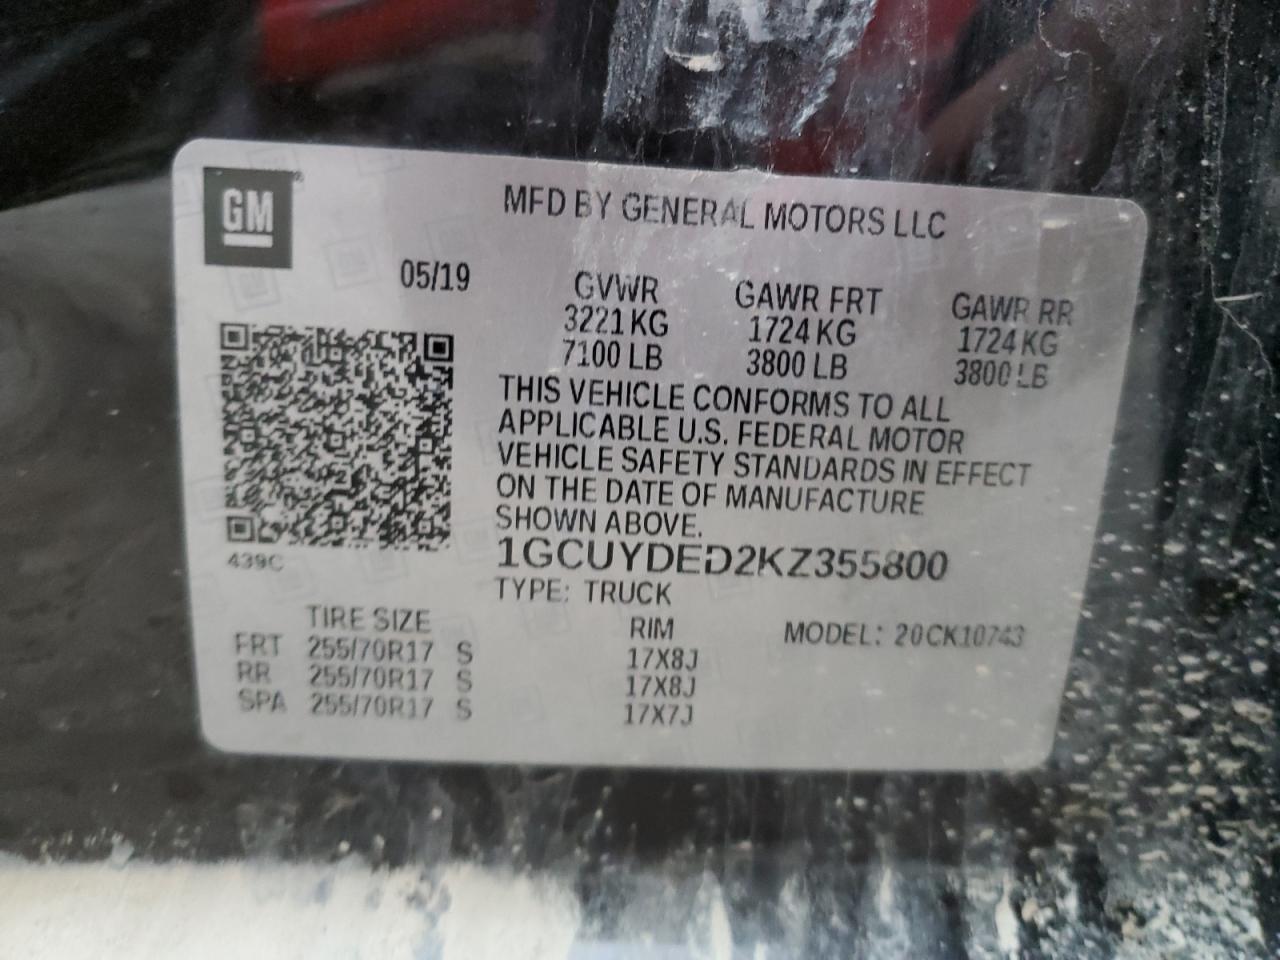 GM
MFD BY GENERAL MOTORS LLC
05/19
GVWR GAWR FRT GAWR RR
3221 KG 1724 KG 1724 KG
7100 LB 3800 LB 3800 LB
THIS VEHICLE CONFORMS TO ALL
APPLICABLE U.S. FEDERAL MOTOR
VEHICLE SAFETY STANDARDS IN EFFECT
ON THE DATE OF MANUFACTURE
SHOWN ABOVE.
439C
1GCUYDED2KZ355800
TYPE: TRUCK
TIRE SIZE RIM MODEL: 20CK10743
FRT 255/70R17 S 17X8J
RR 255/70R17 S 17X8J
SPA 255/70R17 S 17X7J